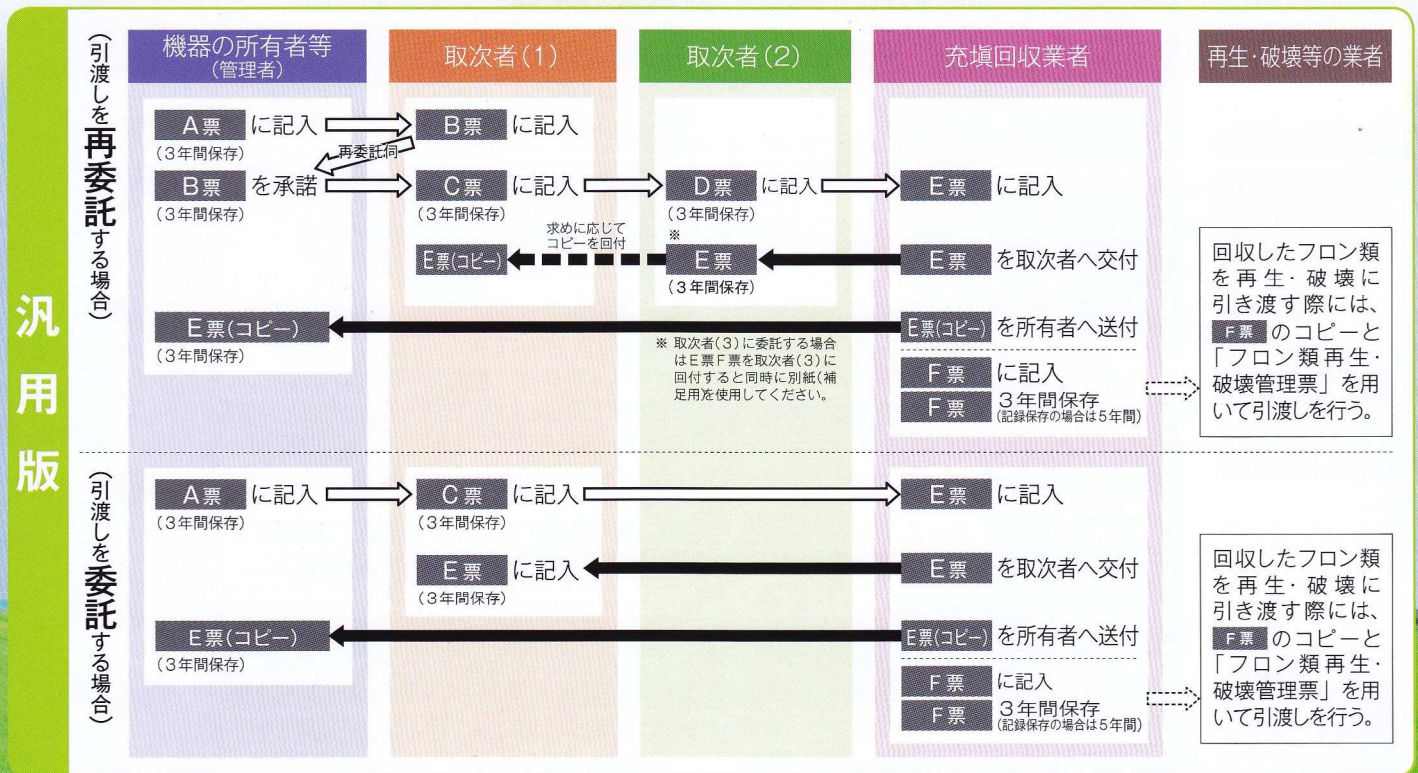 汎用版
(引渡しを再委託する場合)
機器の所有者等
(管理者)
取次者(1)
取次者(2)
充塡回収業者
再生・破壊等の業者
A票 に記入
(3年間保存)
B票 に記入
再委託伺
B票 を承諾
(3年間保存)
C票 に記入
(3年間保存)
D票 に記入
(3年間保存)
E票 に記入
求めに応じて
コピーを回付
E票(コピー)
※
E票
(3年間保存)
E票 を取次者へ交付
E票(コピー)
(3年間保存)
E票(コピー) を所有者へ送付
※ 取次者(3)に委託する場合
はE票F票を取次者(3)に
回付すると同時に別紙(補
足用)を使用してください。
F票 に記入
F票 3年間保存
(記録保存の場合は5年間)
回収したフロン類
を再生・破壊に
引き渡す際には、
F票 のコピーと
「フロン類再生・
破壊管理票」を用
いて引渡しを行う。
(引渡しを委託する場合)
A票 に記入
(3年間保存)
C票 に記入
(3年間保存)
E票 に記入
E票 に記入
(3年間保存)
E票 を取次者へ交付
E票(コピー)
(3年間保存)
E票(コピー) を所有者へ送付
F票 に記入
F票 3年間保存
(記録保存の場合は5年間)
回収したフロン類
を再生・破壊に
引き渡す際には、
F票 のコピーと
「フロン類再生・
破壊管理票」を用
いて引渡しを行う。